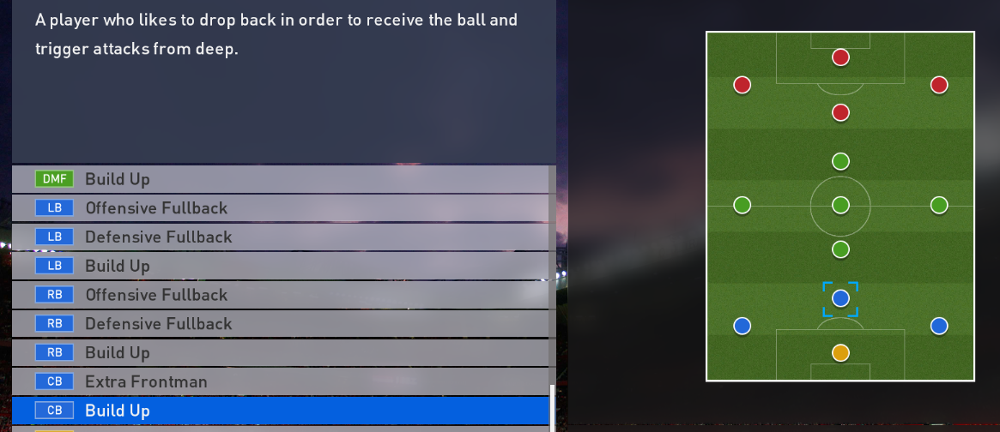 A player who likes to drop back in order to receive the ball and
trigger attacks from deep.
DMF Build Up
LB Offensive Fullback
LB Defensive Fullback
LB Build Up
RB Offensive Fullback
RB Defensive Fullback
RB Build Up
CB Extra Frontman
CB Build Up